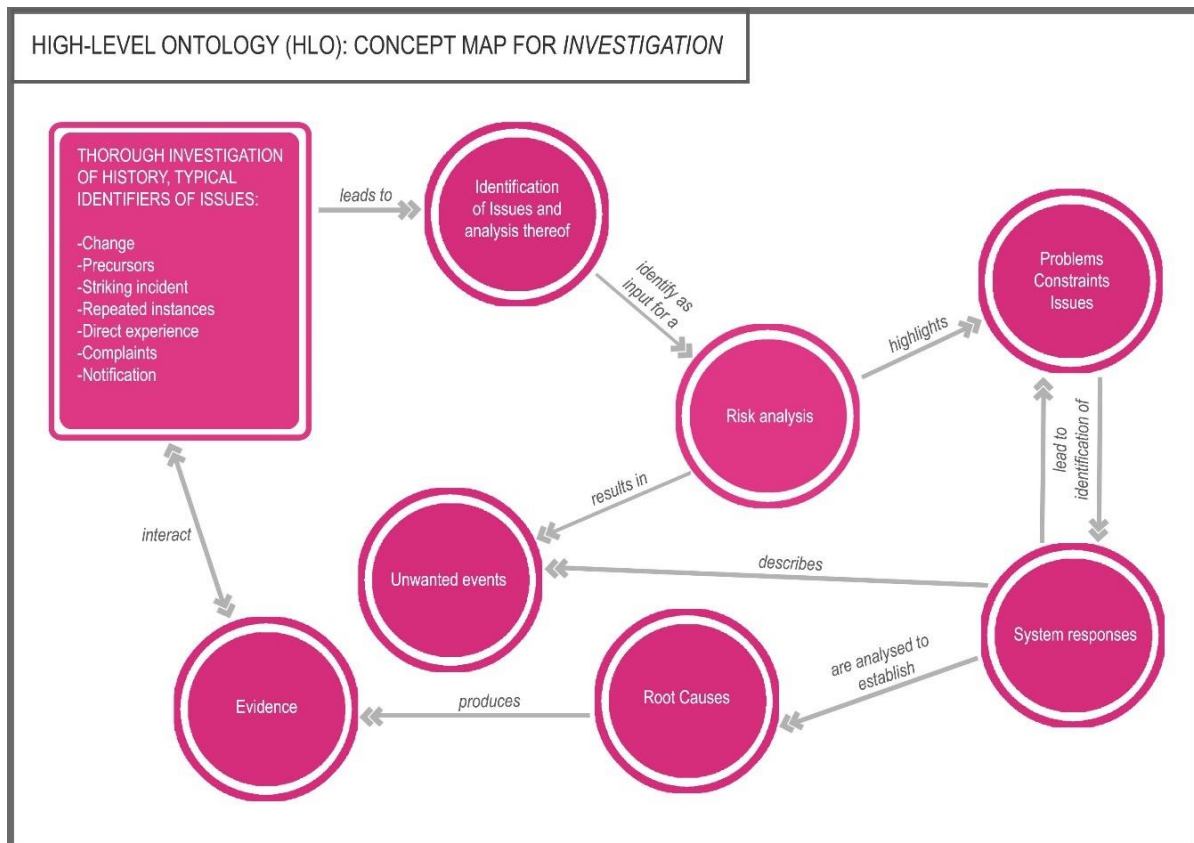 HIGH-LEVEL ONTOLOGY (HLO): CONCEPT MAP FOR INVESTIGATION
THOROUGH INVESTIGATION
OF HISTORY, TYPICAL
IDENTIFIERS OF ISSUES:
-Change
-Precursors
-Striking incident
-Repeated instances
-Direct experience
-Complaints
-Notification
leads to
Identification
of Issues and
analysis thereof
identify as
input for a
Risk analysis
highlights
Problems
Constraints
Issues
lead to
identification of
results in
Unwanted events
describes
System responses
are analysed to
establish
Root Causes
produces
Evidence
interact